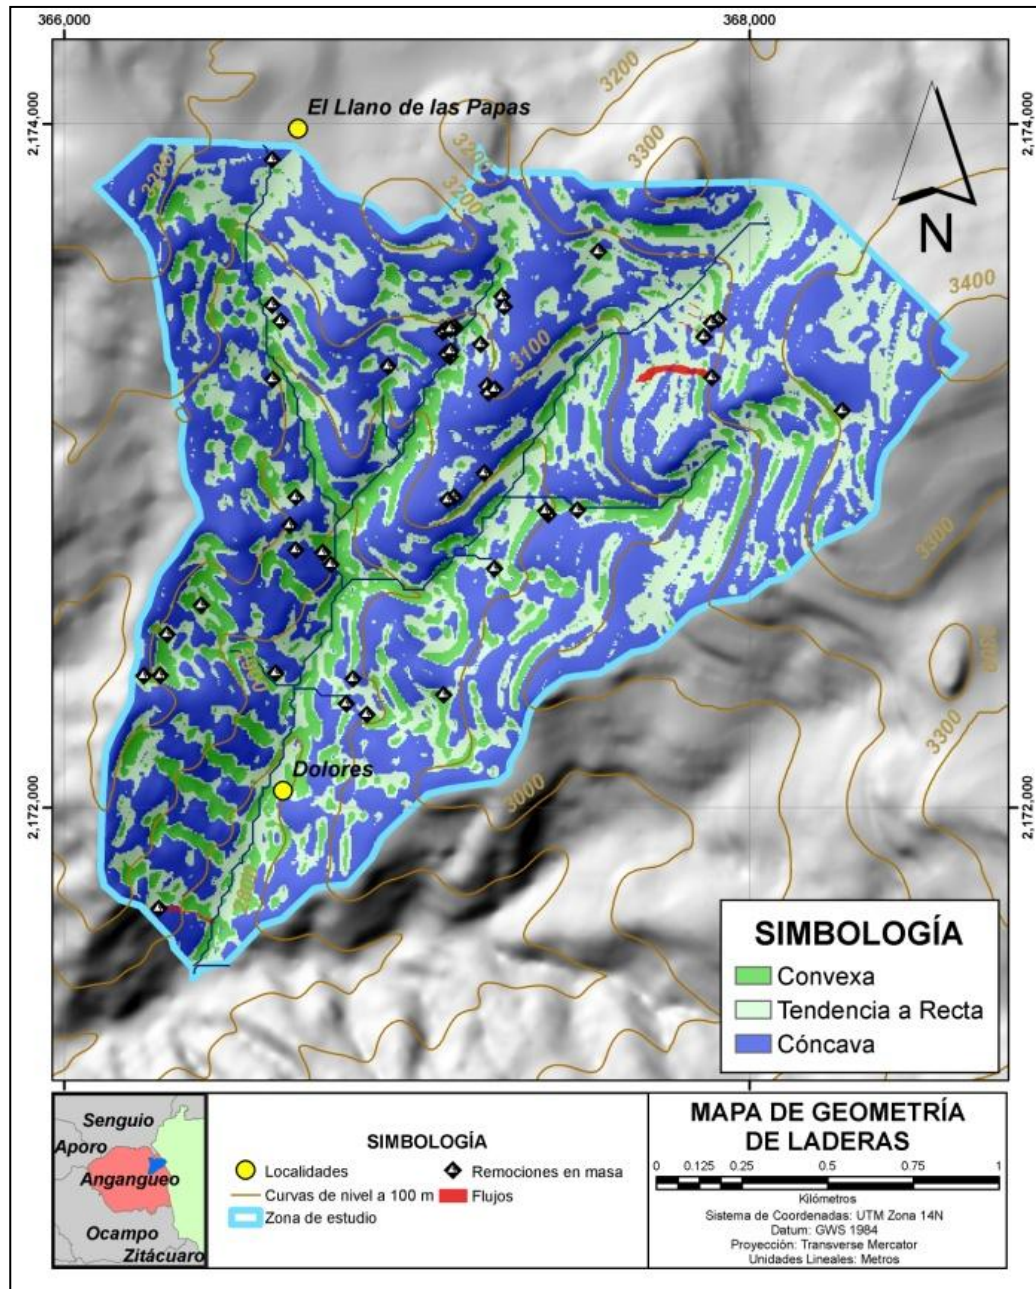 366,000
368,000
3200
El Llano de las Papas
2,174,000
2,174,000
3200
3300
3200
3200
N
3400
3100
3300
3000
3300
Dolores
3000
2,172,000
2,172,000
SIMBOLOGÍA
Convexa
Tendencia a Recta
Cóncava
Senguio
Aporo
Angangueo
Ocampo
Zitácuaro
SIMBOLOGÍA
Localidades
Remociones en masa
Curvas de nivel a 100 m
Flujos
Zona de estudio
MAPA DE GEOMETRÍA
DE LADERAS
0 0.125 0.25 0.5 0.75 1
Kilómetros
Sistema de Coordenadas: UTM Zona 14N
Datum: GWS 1984
Proyección: Transverse Mercator
Unidades Lineales: Metros